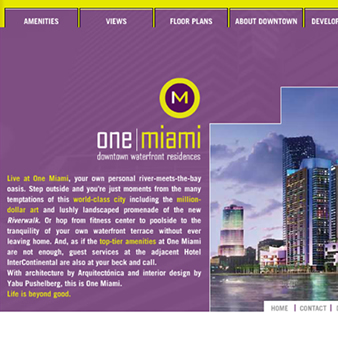 AMENITIES VIEWS FLOOR PLANS ABOUT DOWNTOWN
M
one|miami
downtown waterfront residences
Live at One Miami, your own personal river-meets-the-bay
oasis. Step outside and you're just moments from the many
temptations of this world-class city including the million-
dollar art and lushly landscaped promenade of the new
Riverwalk. Or hop from fitness center to poolside to the
tranquility of your own waterfront terrace without ever
leaving home. And, as if the top-tier amenities at One Miami
are not enough, guest services at the adjacent Hotel
InterContinental are also at your beck and call.
With architecture by Arquitectónica and interior design by
Yabu Pushelberg, this is One Miami.
Life is beyond good.
HOME | CONTACT |